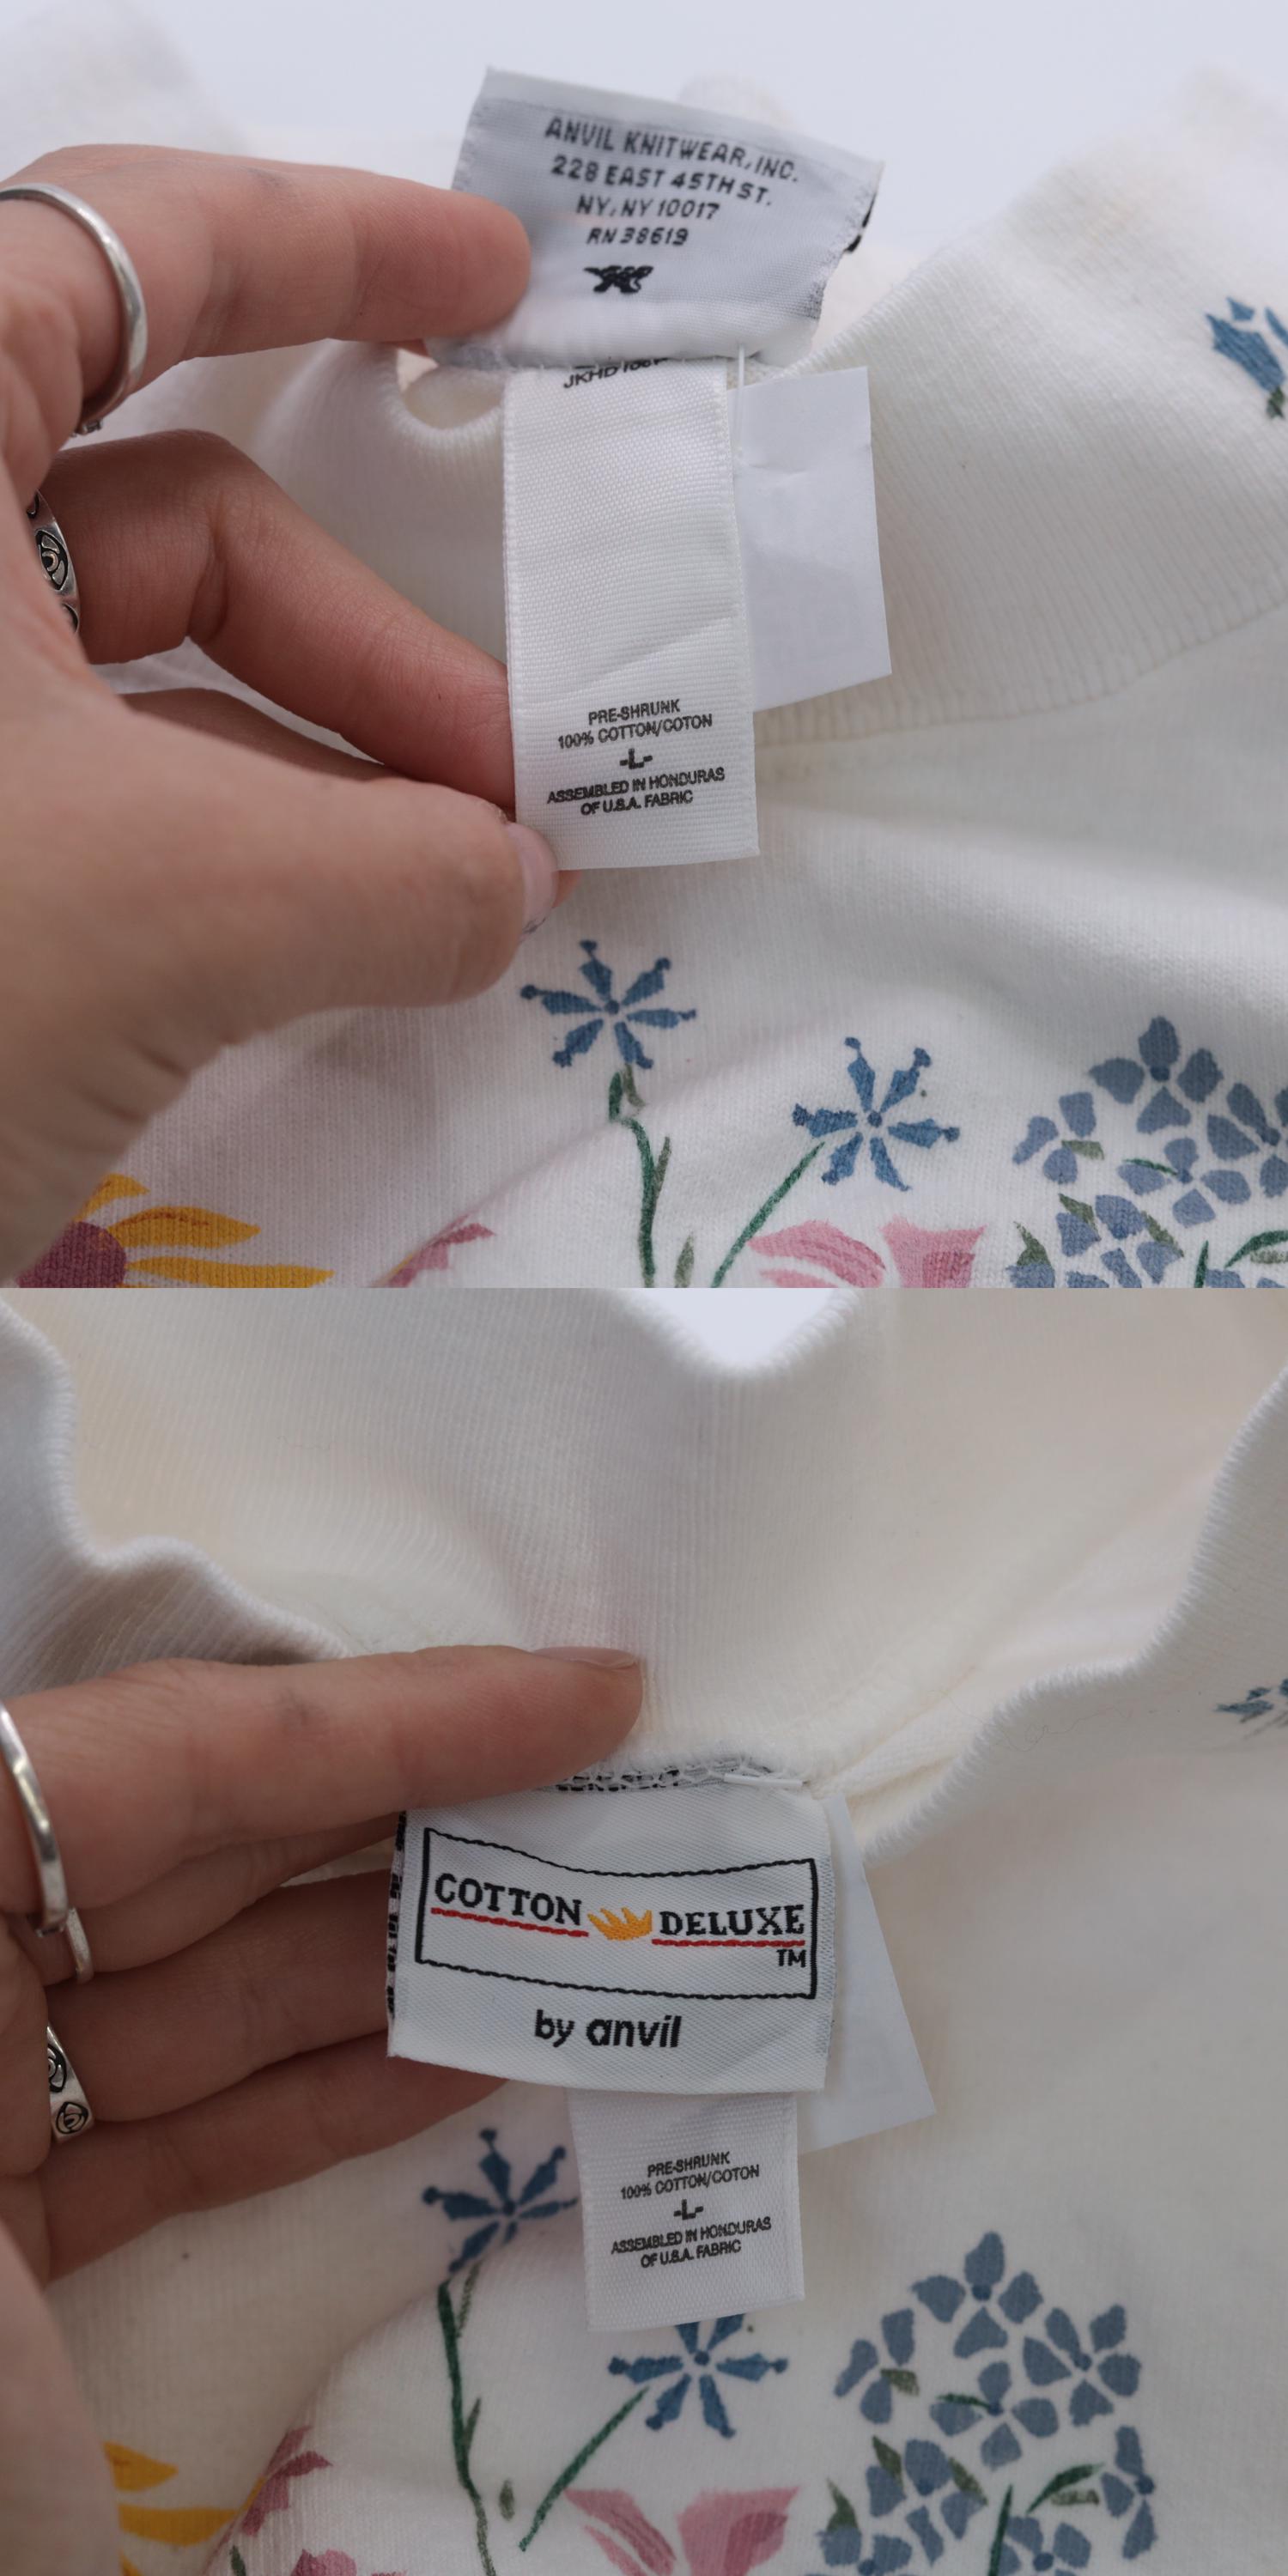 ANVIL KNITWEAR, INC.
228 EAST 45TH ST.
NY, NY 10017
RN 38619
PRE-SHRUNK
100% COTTON/COTON
-L-
ASSEMBLED IN HONDURAS
OF U.S.A. FABRIC
COTTON DELUXE
TM
by anvil
PRE-SHRUNK
100% COTTON/COTON
-L-
ASSEMBLED IN HONDURAS
OF U.S.A. FABRIC